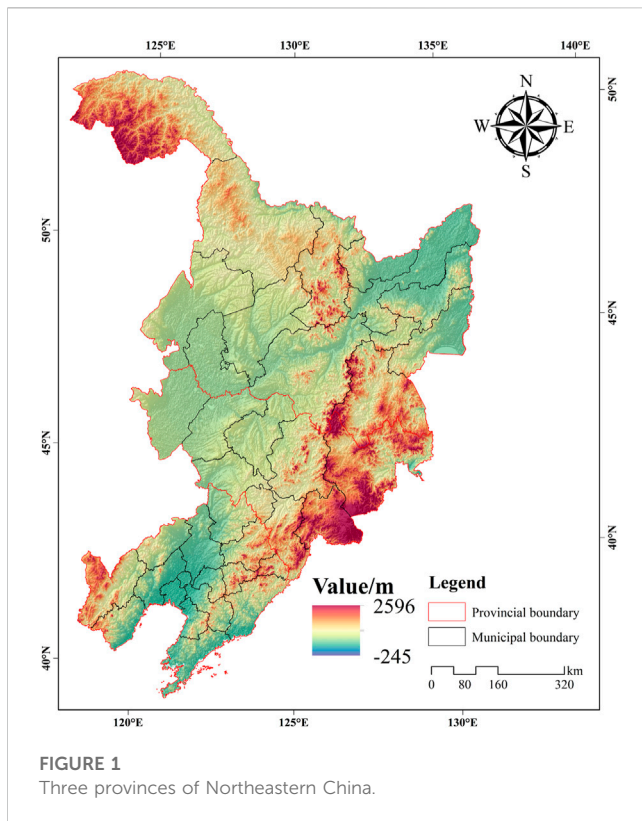 125°E 130°E 135°E 140°E
50°N
N
W E
S
50°N
45°N
45°N
40°N
40°N
Value/m
2596
-245
Legend
Provincial boundary
Municipal boundary
km
0 80 160 320
120°E 125°E 130°E
FIGURE 1
Three provinces of Northeastern China.